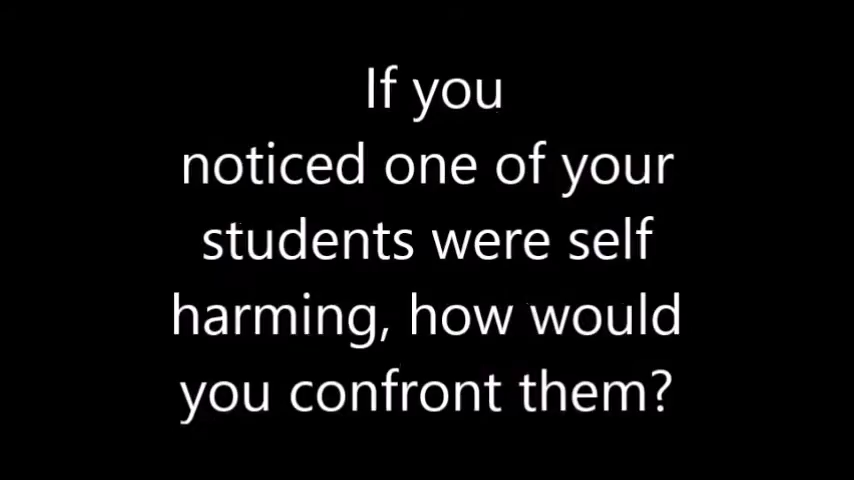 If you
noticed one of your
students were self
harming, how would
you confront them?